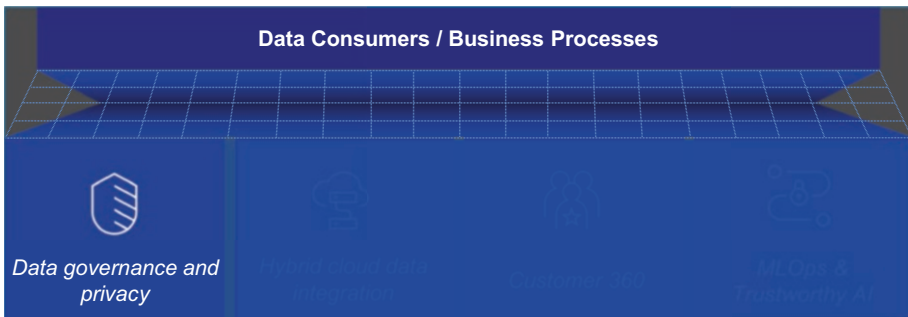 Data Consumers / Business Processes
Data governance and
privacy
Hybrid cloud data
integration
Customer 360
MLOps &
Trustworthy AI